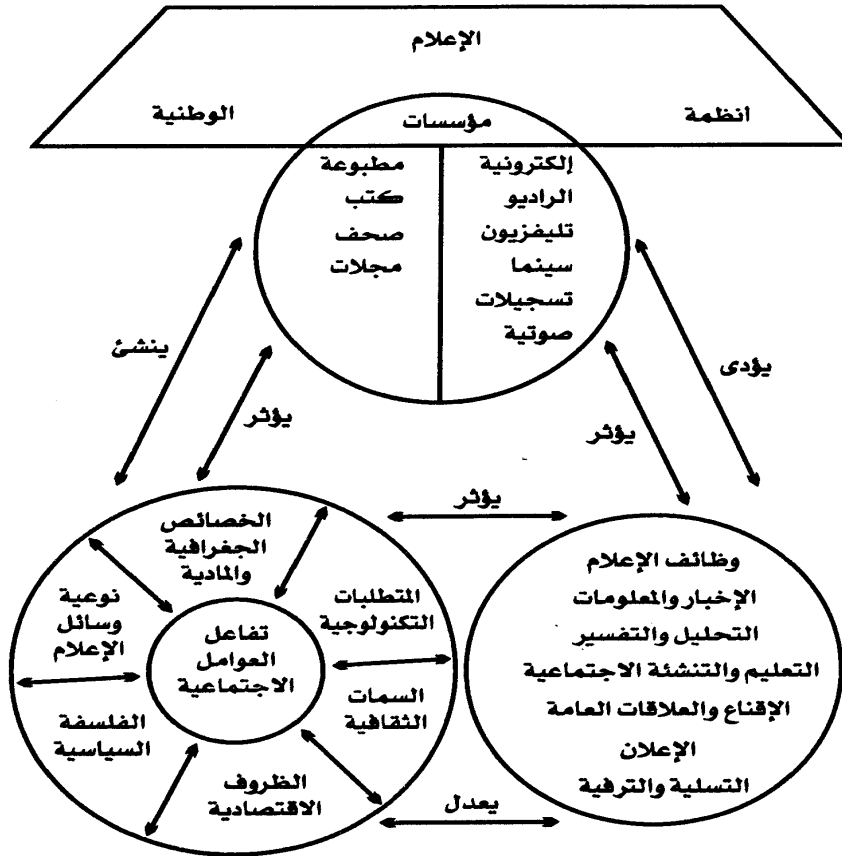 الإعلام
أنظمة
الوطنية
مؤسسات
إلكترونية
الراديو
تليفزيون
سينما
تسجيلات
صوتية
مطبوعة
كتب
صحف
مجلات
يؤدى
يؤثر
ينشئ
يؤثر
يؤثر
وظائف الإعلام
الإخبار والمعلومات
التحليل والتفسير
التعليم والتنشئة الاجتماعية
الإقناع والعلاقات العامة
الإعلان
التسلية والترفية
الخصائص
الجغرافية
والمادية
المتطلبات
التكنولوجية
السمات
الثقافية
الظروف
الاقتصادية
الفلسفة
السياسية
نوعية
وسائل
الإعلام
تفاعل
العوامل
الاجتماعية
يعدل